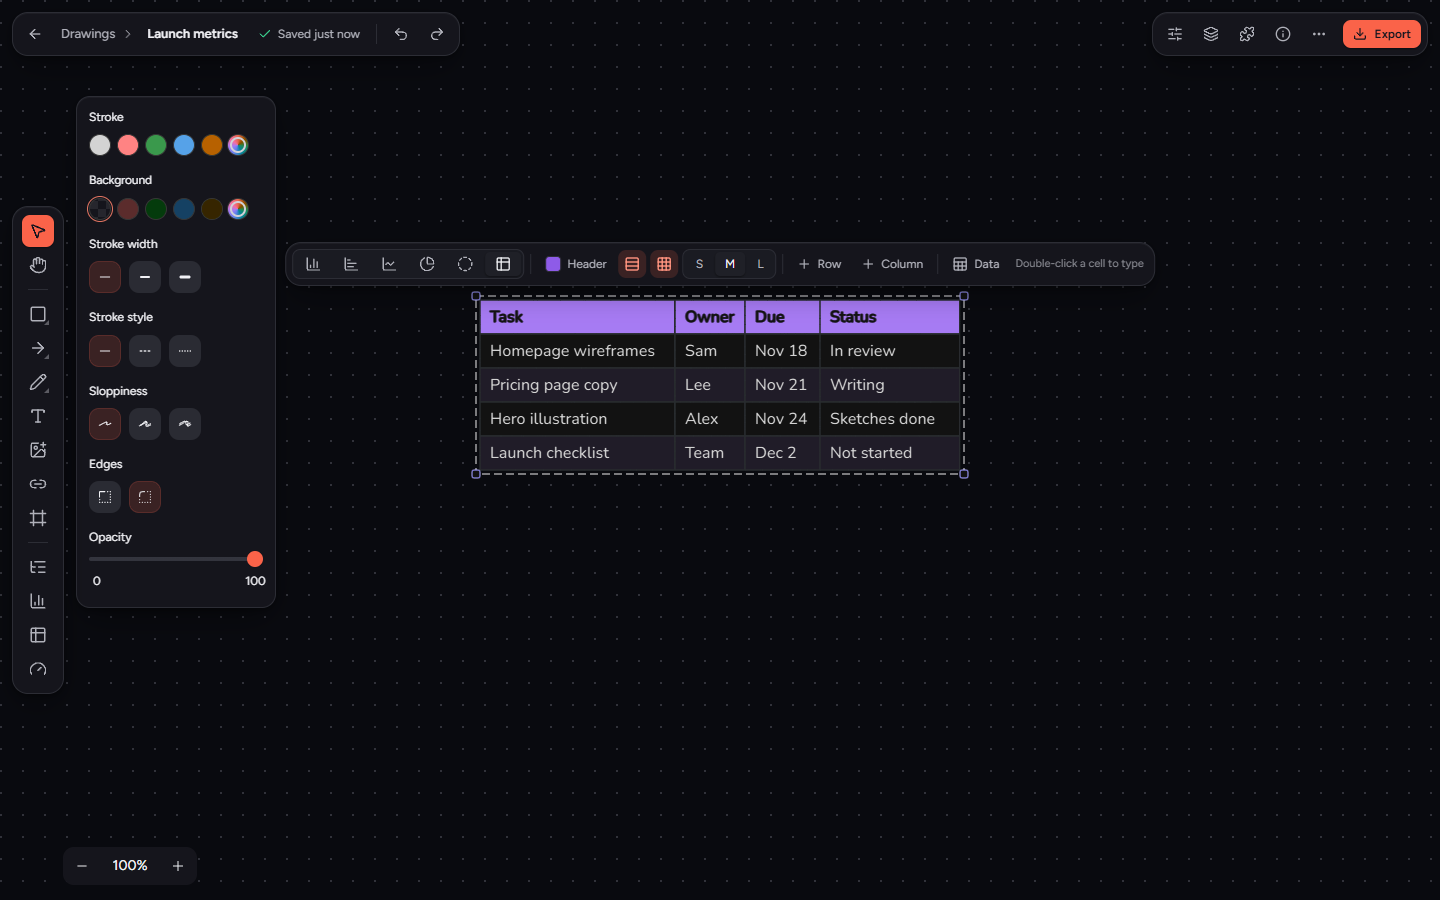 Drawings > Launch metrics Saved just now
Export
Stroke
Background
Stroke width
Stroke style
Sloppiness
Edges
Opacity
0 100
Header S M L + Row + Column Data Double-click a cell to type
Task Owner Due Status
Homepage wireframes Sam Nov 18 In review
Pricing page copy Lee Nov 21 Writing
Hero illustration Alex Nov 24 Sketches done
Launch checklist Team Dec 2 Not started
− 100% +